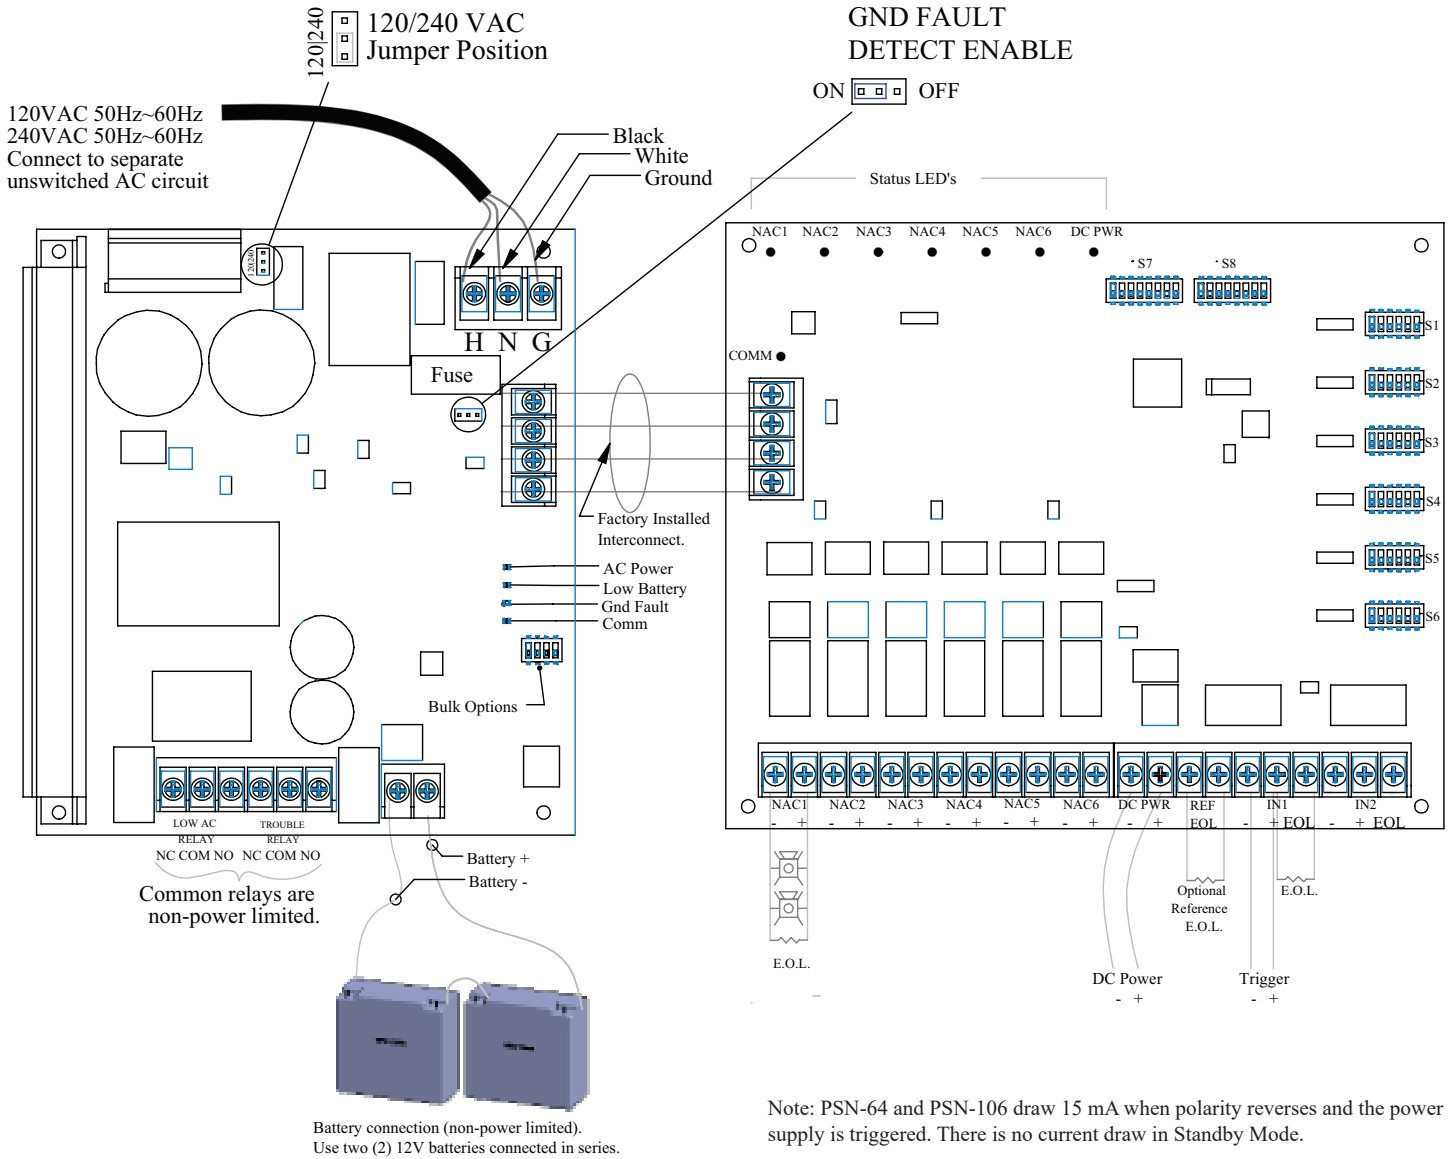 120|240
120/240 VAC
Jumper Position
GND FAULT
DETECT ENABLE
ON
OFF
120VAC 50Hz~60Hz
240VAC 50Hz~60Hz
Connect to separate
unswitched AC circuit
Black
White
Ground
Status LED's
120|240
H N G
Fuse
NAC1 NAC2 NAC3 NAC4 NAC5 NAC6 DC PWR
S7 S8
COMM
S1
S2
S3
S4
S5
S6
Factory Installed
Interconnect.
AC Power
Low Battery
Gnd Fault
Comm
Bulk Options
LOW AC
RELAY
NC COM NO
TROUBLE
RELAY
NC COM NO
Common relays are
non-power limited.
Battery +
Battery -
NAC1 NAC2 NAC3 NAC4 NAC5 NAC6 DC PWR REF IN1 IN2
- + - + - + - + - + - + - + EOL - + EOL - + EOL
E.O.L.
Optional
Reference
E.O.L.
E.O.L.
DC Power
- +
Trigger
- +
Battery connection (non-power limited).
Use two (2) 12V batteries connected in series.
Note: PSN-64 and PSN-106 draw 15 mA when polarity reverses and the power
supply is triggered. There is no current draw in Standby Mode.